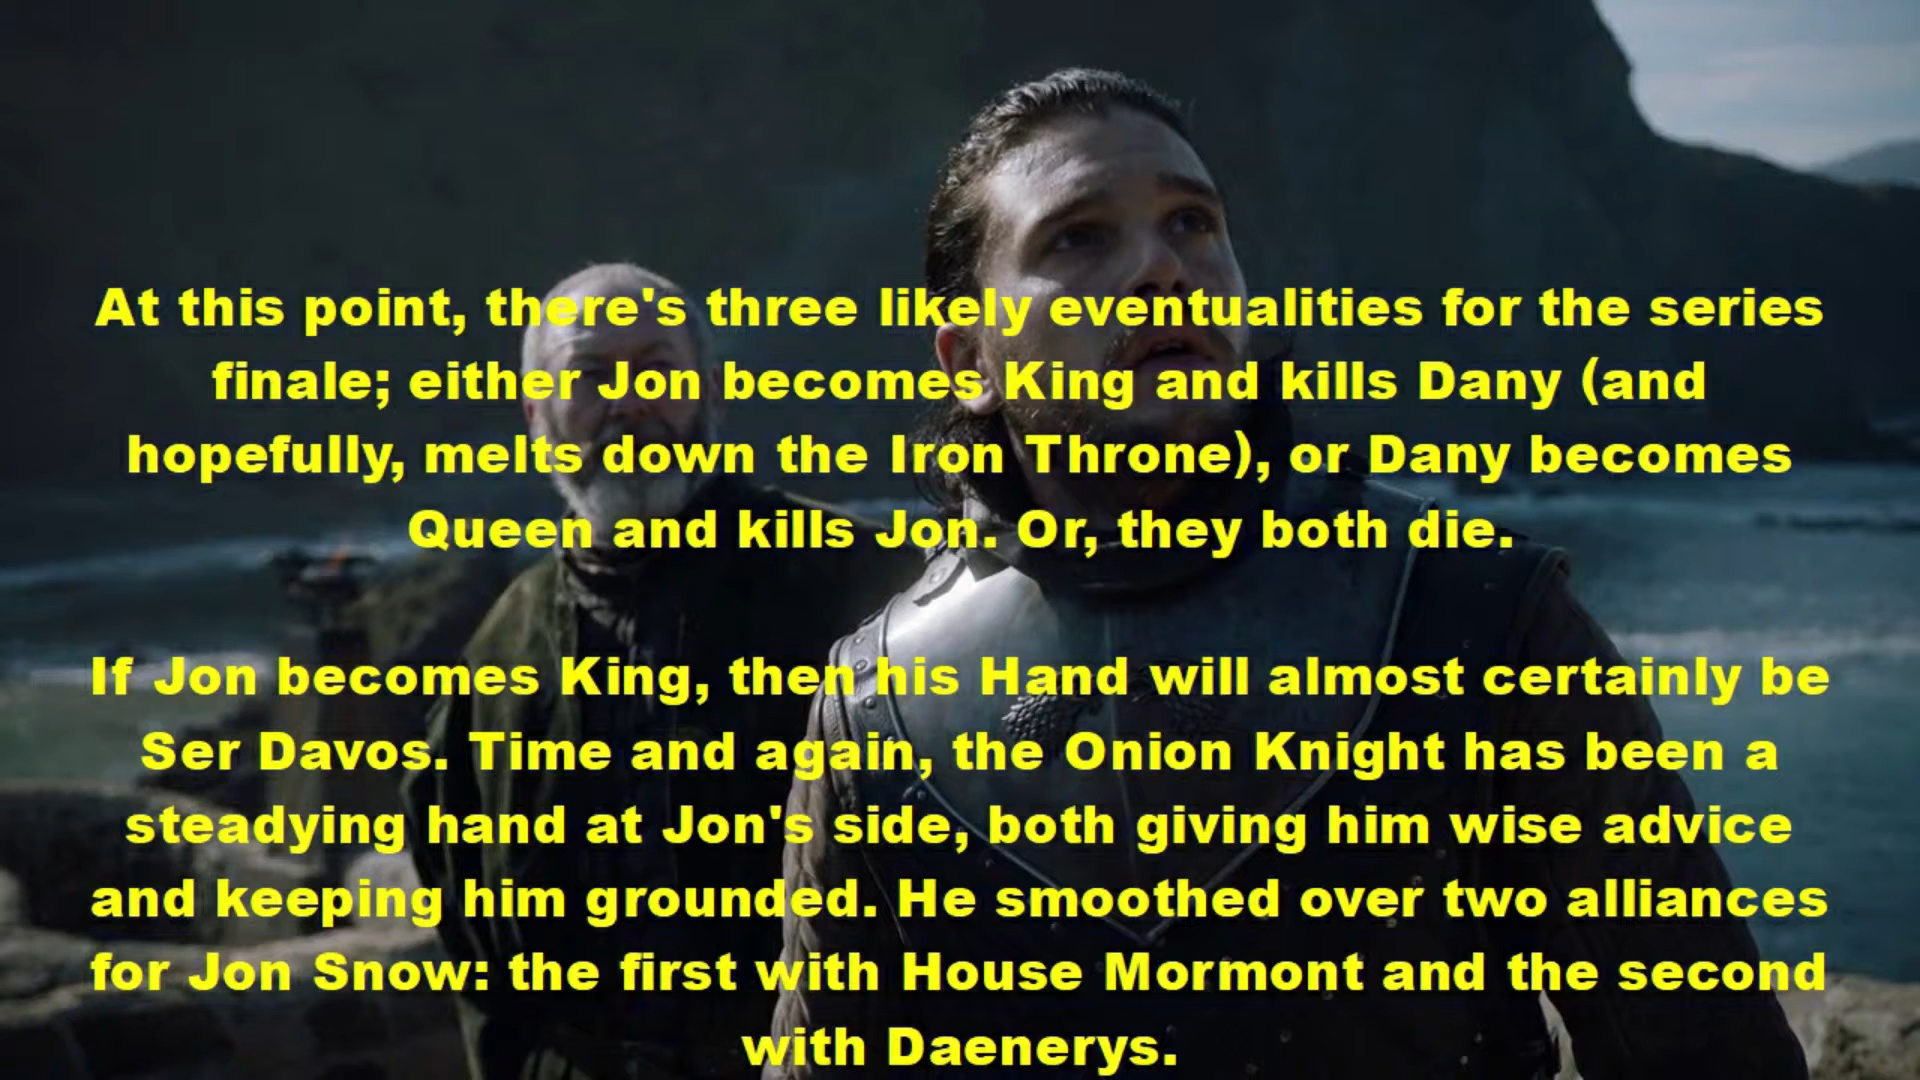 At this point, there's three likely eventualities for the series
finale; either Jon becomes King and kills Dany (and
hopefully, melts down the Iron Throne), or Dany becomes
Queen and kills Jon. Or, they both die.
If Jon becomes King, then his Hand will almost certainly be
Ser Davos. Time and again, the Onion Knight has been a
steadying hand at Jon's side, both giving him wise advice
and keeping him grounded. He smoothed over two alliances
for Jon Snow: the first with House Mormont and the second
with Daenerys.